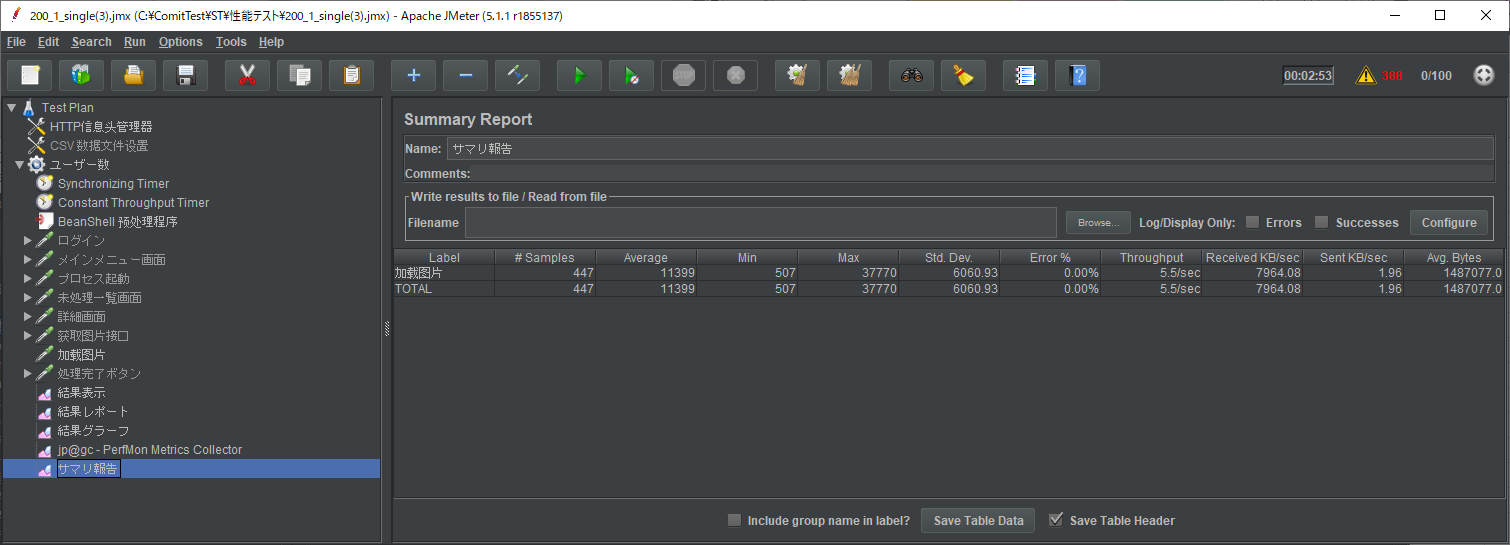 200_1_single(3).jmx (C:¥ComitTest¥ST¥性能テスト¥200_1_single(3).jmx) - Apache JMeter (5.1.1 r1855137)
File Edit Search Run Options Tools Help
STOP 00:02:53 388 0/100
Test Plan
HTTP信息头管理器
CSV 数据文件设置
ユーザー数
Synchronizing Timer
Constant Throughput Timer
BeanShell 预处理程序
ログイン
メインメニュー画面
プロセス起動
未処理一覧画面
詳細画面
获取图片接口
加载图片
処理完了ボタン
結果表示
結果レポート
結果グラーフ
jp@gc - PerfMon Metrics Collector
サマリ報告
Summary Report
Name: サマリ報告
Comments:
Write results to file / Read from file
Filename Browse... Log/Display Only: Errors Successes Configure
Label # Samples Average Min Max Std. Dev. Error % Throughput Received KB/sec Sent KB/sec Avg. Bytes
加载图片 447 11399 507 37770 6060.93 0.00% 5.5/sec 7964.08 1.96 1487077.0
TOTAL 447 11399 507 37770 6060.93 0.00% 5.5/sec 7964.08 1.96 1487077.0
Include group name in label? Save Table Data Save Table Header